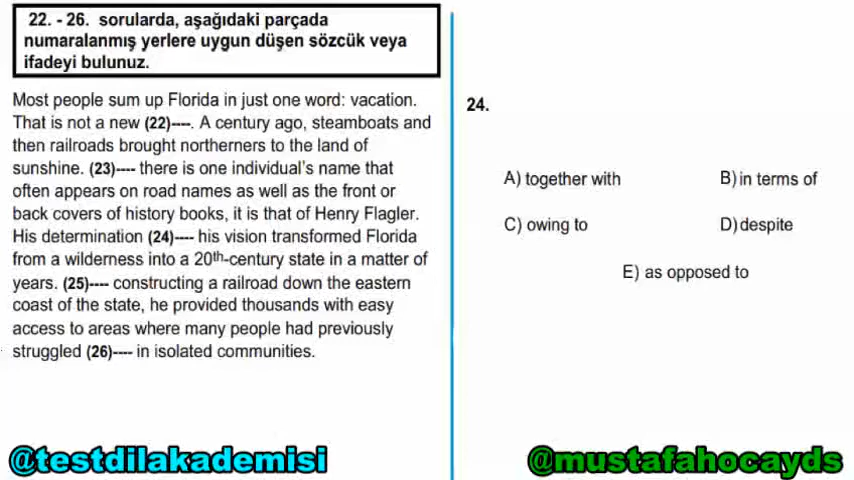 22. - 26. sorularda, aşağıdaki parçada
numaralanmış yerlere uygun düşen sözcük veya
ifadeyi bulunuz.
Most people sum up Florida in just one word: vacation.
That is not a new (22)----. A century ago, steamboats and
then railroads brought northerners to the land of
sunshine. (23)---- there is one individual's name that
often appears on road names as well as the front or
back covers of history books, it is that of Henry Flagler.
His determination (24)---- his vision transformed Florida
from a wilderness into a 20th-century state in a matter of
years. (25)---- constructing a railroad down the eastern
coast of the state, he provided thousands with easy
access to areas where many people had previously
struggled (26)---- in isolated communities.
24.
A) together with B) in terms of
C) owing to D) despite
E) as opposed to
@testdilakademisi @mustafahocayds